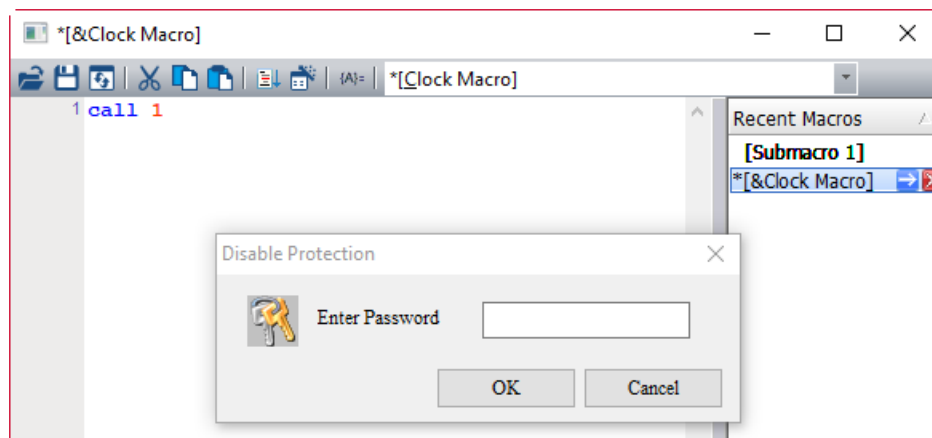 *[&Clock Macro]
{A}= *[Clock Macro]
1 call 1
Recent Macros
[Submacro 1]
*[&Clock Macro]
Disable Protection
Enter Password
OK Cancel